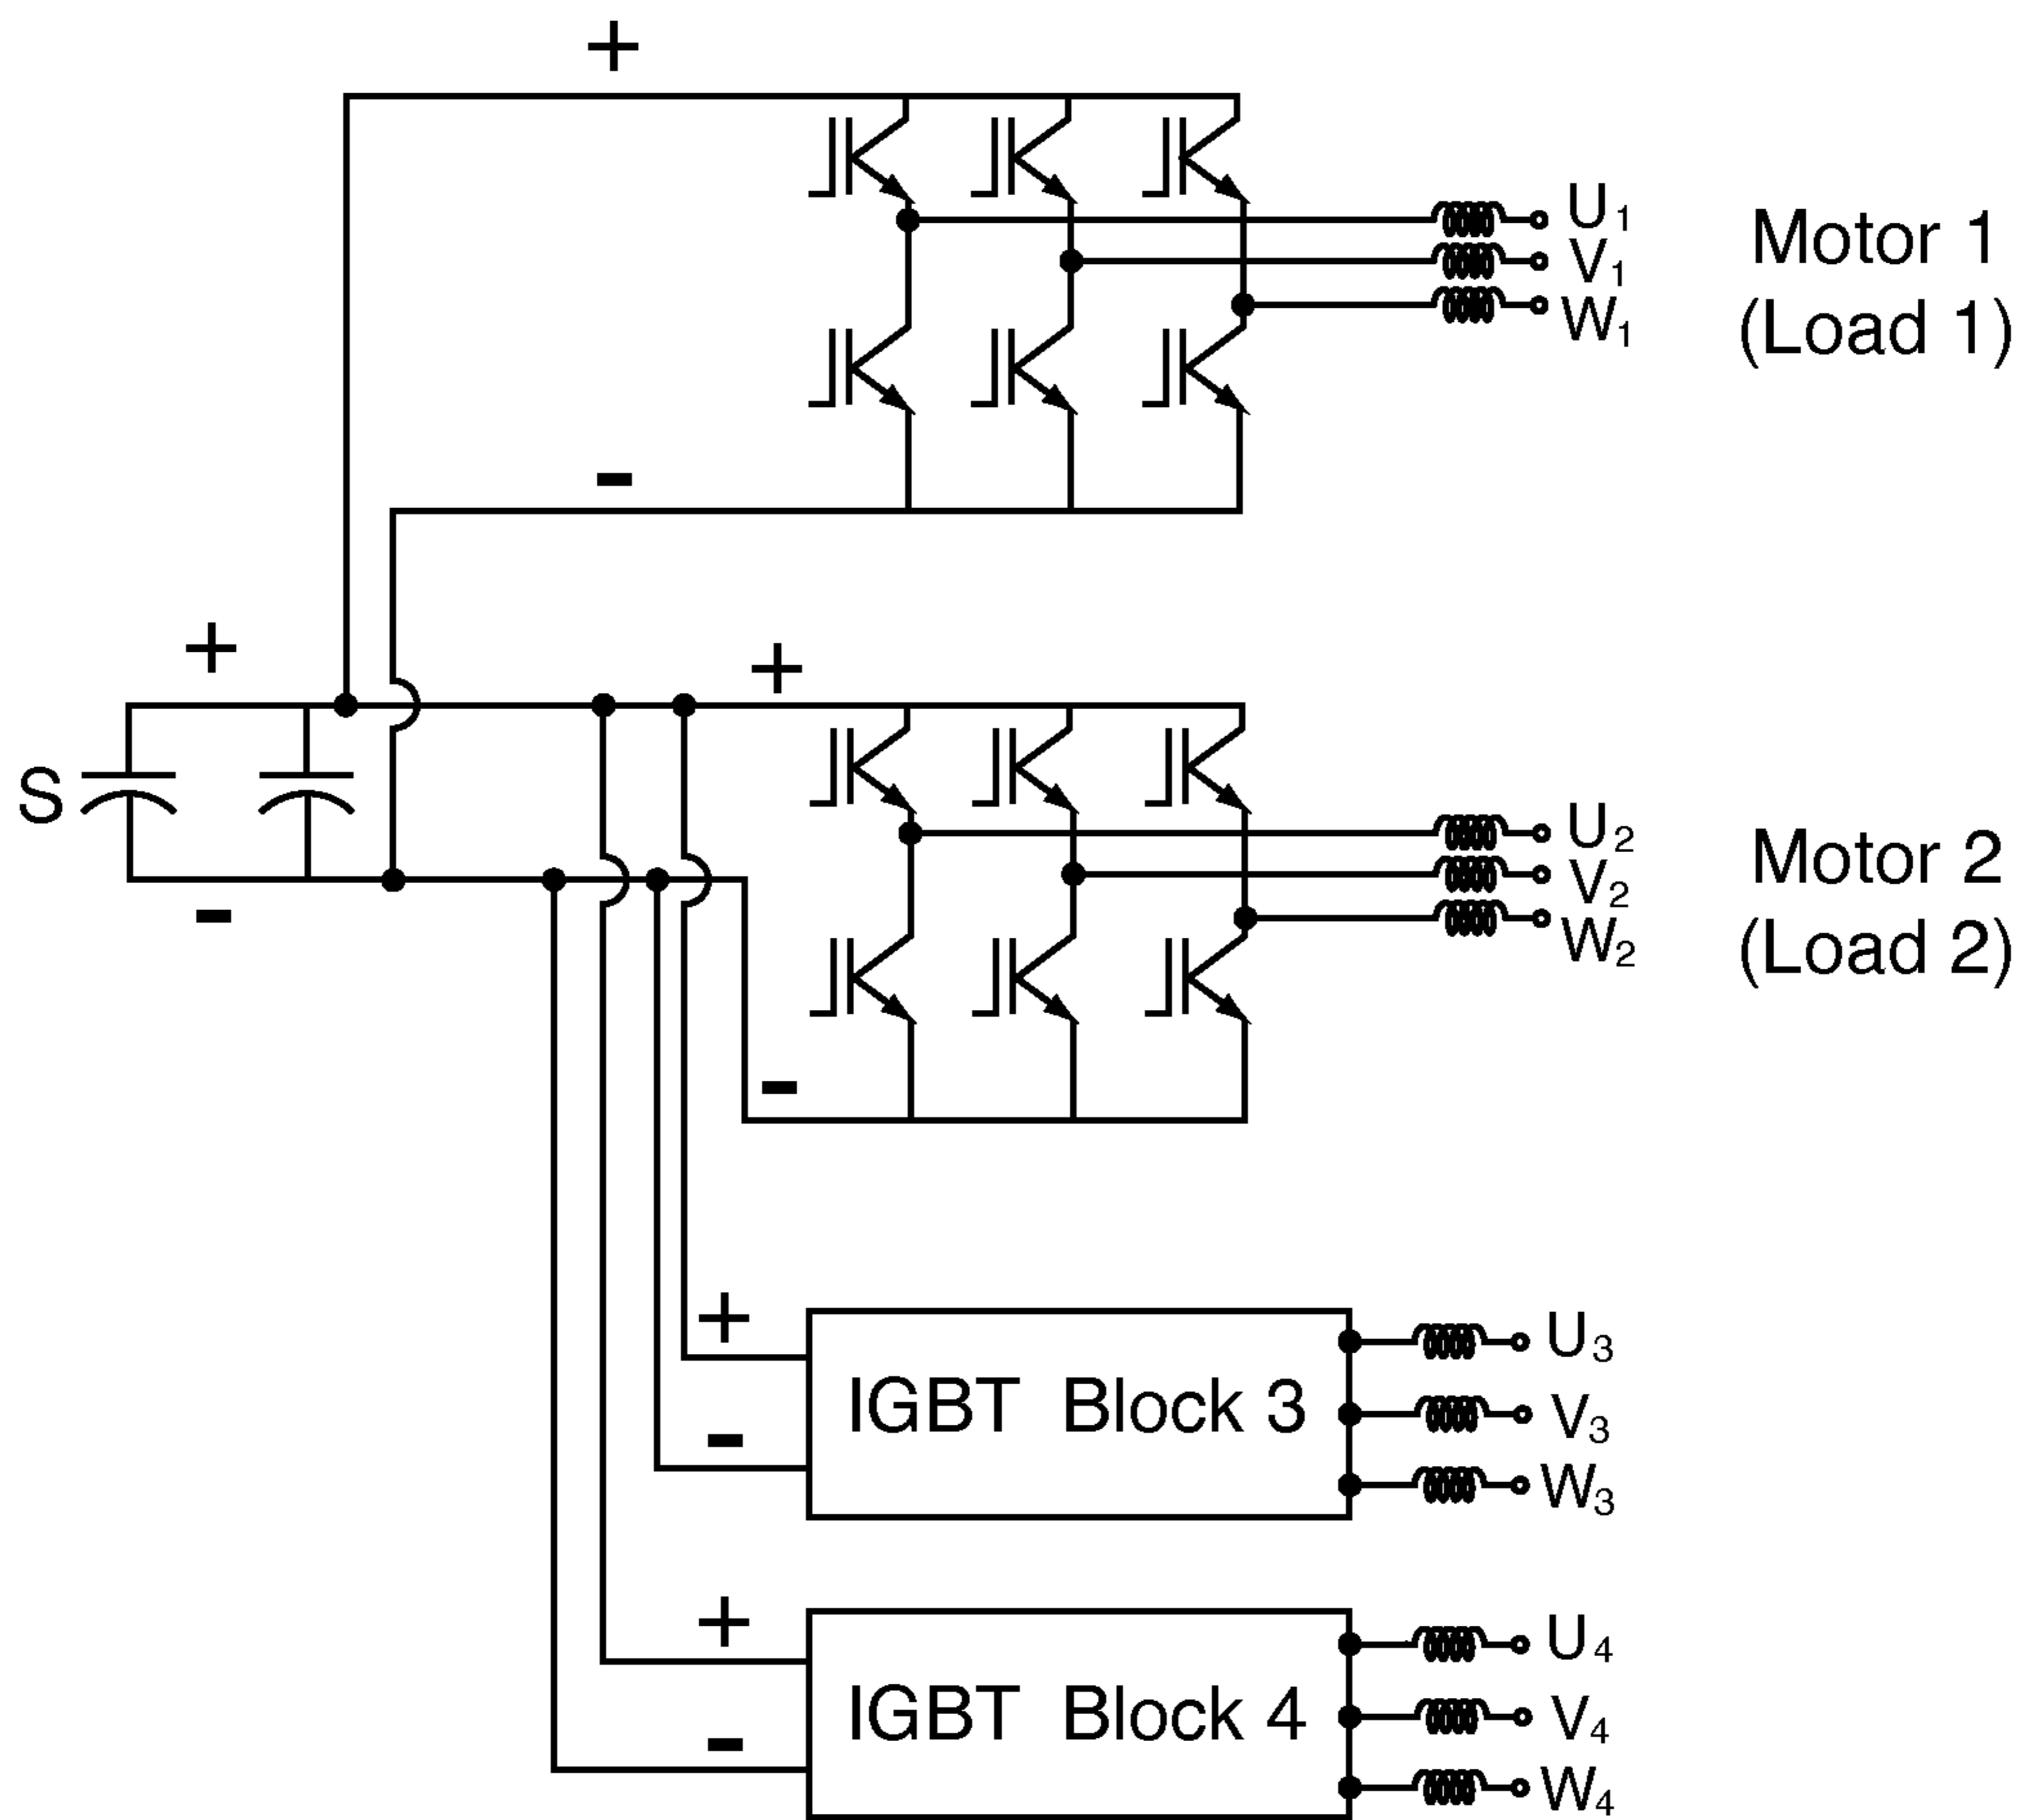 +
U1
V1
W1
Motor 1
(Load 1)
-
+
+
S
-
U2
V2
W2
Motor 2
(Load 2)
-
+
IGBT Block 3
-
U3
V3
W3
+
IGBT Block 4
-
U4
V4
W4